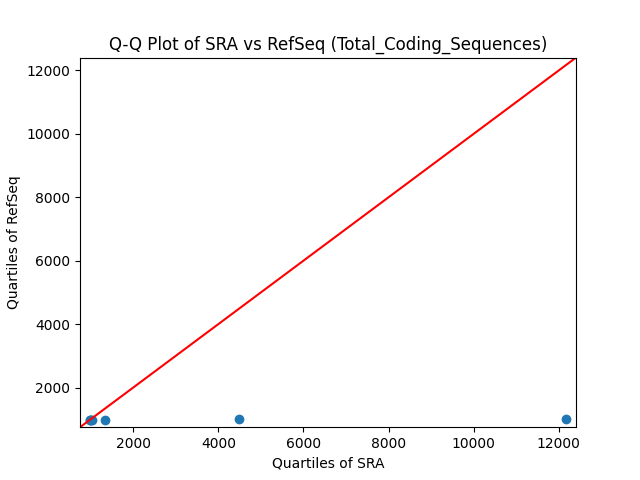 Q-Q Plot of SRA vs RefSeq (Total_Coding_Sequences)
Quartiles of RefSeq
12000
10000
8000
6000
4000
2000
2000 4000 6000 8000 10000 12000
Quartiles of SRA